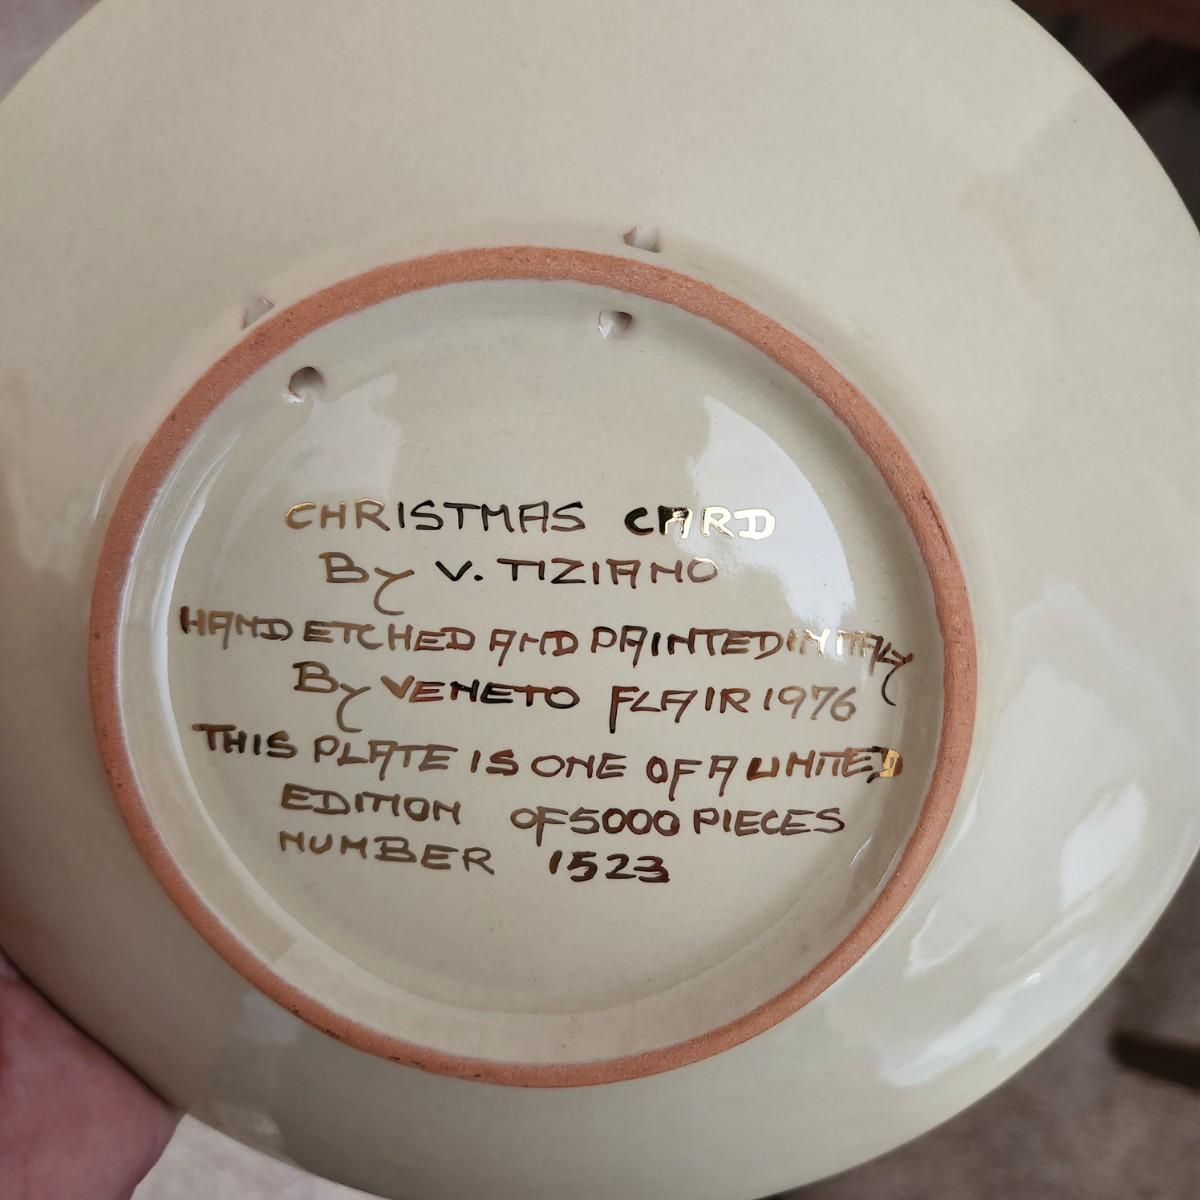 CHRISTMAS CARD
By V. TIZIANO
HAND ETCHED AND PAINTED IN ITALY
By VENETO FLAIR 1976
THIS PLATE IS ONE OF A LIMITED
EDITION OF 5000 PIECES
NUMBER 1523